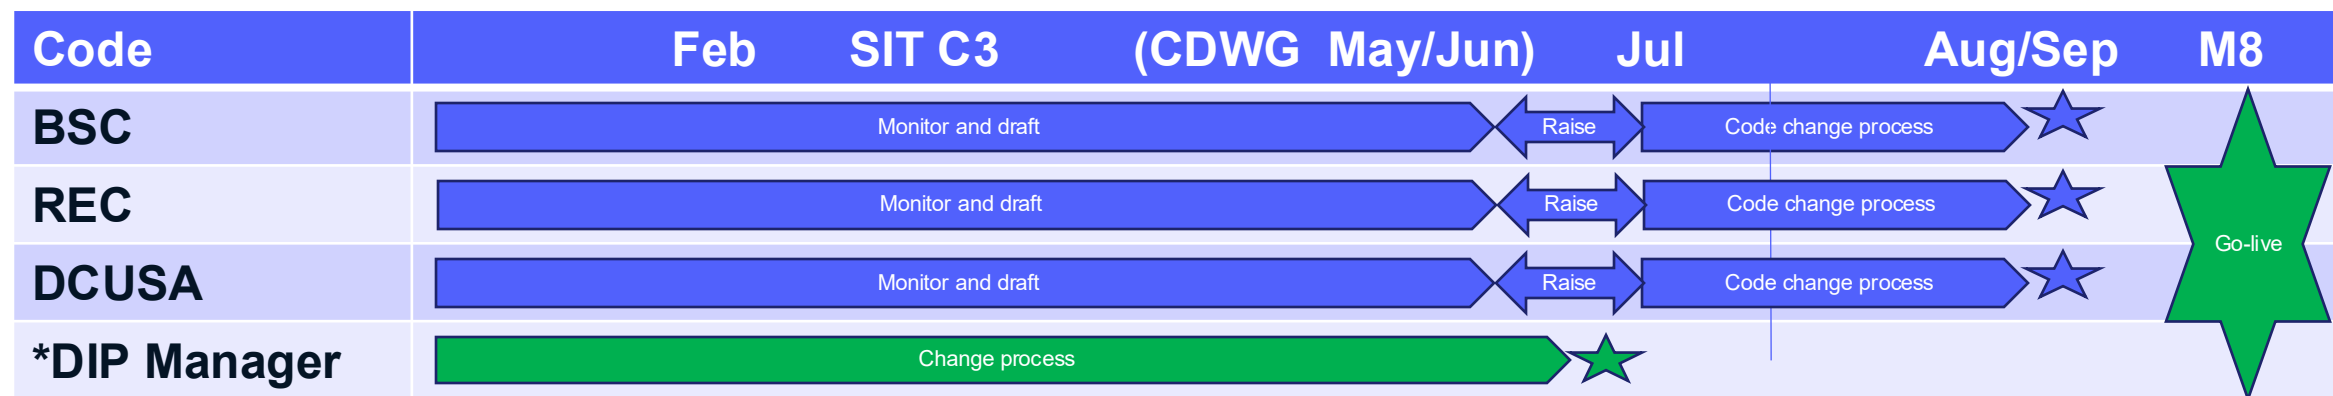 Code Feb SIT C3 (CDWG May/Jun) Jul Aug/Sep M8
BSC Monitor and draft Raise Code change process
REC Monitor and draft Raise Code change process
Go-live
DCUSA Monitor and draft Raise Code change process
*DIP Manager Change process